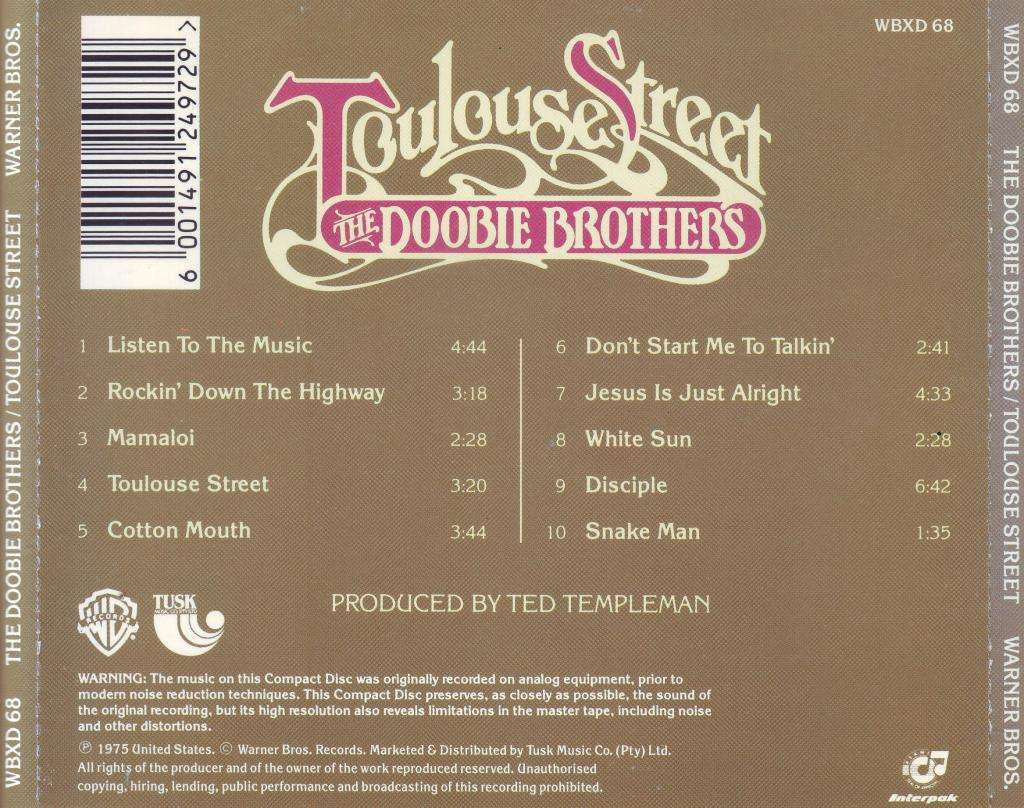 WBXD 68 THE DOOBIE BROTHERS / TOULOUSE STREET WARNER BROS.
6 001491 249729 >
WBXD 68
Toulouse Street
THE DOOBIE BROTHERS
1 Listen To The Music 4:44
2 Rockin' Down The Highway 3:18
3 Mamaloi 2:28
4 Toulouse Street 3:20
5 Cotton Mouth 3:44
6 Don't Start Me To Talkin' 2:41
7 Jesus Is Just Alright 4:33
8 White Sun 2:28
9 Disciple 6:42
10 Snake Man 1:35
PRODUCED BY TED TEMPLEMAN
WB
RECORDS
TUSK
WARNING: The music on this Compact Disc was originally recorded on analog equipment, prior to
modern noise reduction techniques. This Compact Disc preserves, as closely as possible, the sound of
the original recording, but its high resolution also reveals limitations in the master tape, including noise
and other distortions.
℗ 1975 United States. © Warner Bros. Records. Marketed & Distributed by Tusk Music Co. (Pty) Ltd.
All rights of the producer and of the owner of the work reproduced reserved. Unauthorised
copying, hiring, lending, public performance and broadcasting of this recording prohibited.
Interpak
WBXD 68 THE DOOBIE BROTHERS / TOULOUSE STREET WARNER BROS.